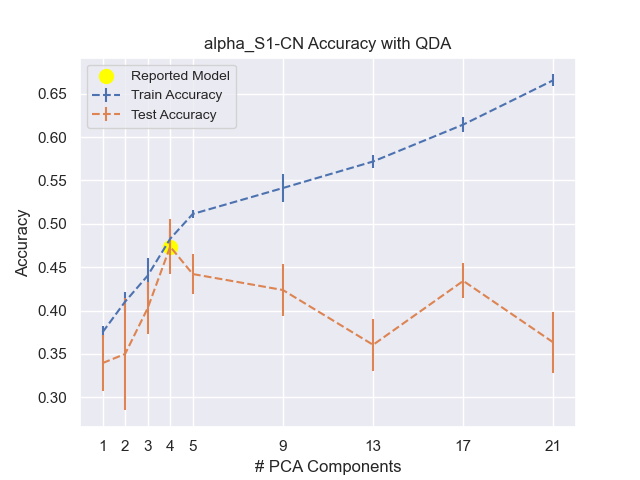 alpha_S1-CN Accuracy with QDA
Reported Model
Train Accuracy
Test Accuracy
0.65
0.60
0.55
0.50
0.45
0.40
0.35
0.30
Accuracy
1 2 3 4 5 9 13 17 21
# PCA Components